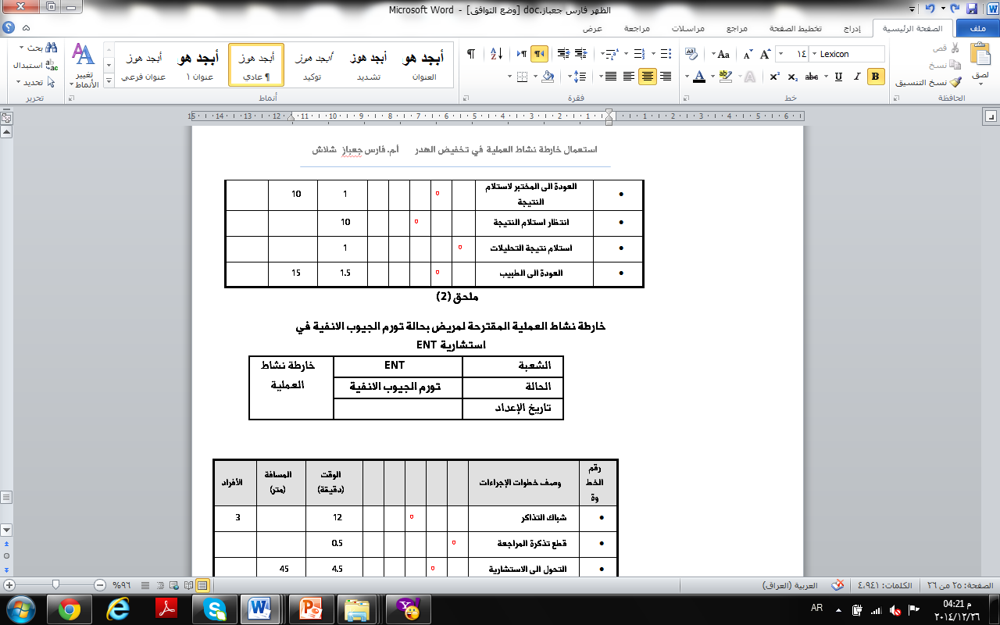 الظهر فارس جعباز.doc [وضع التوافق] - Microsoft Word
ملف
الصفحة الرئيسية
إدراج
تخطيط الصفحة
مراجع
مراسلات
مراجعة
عرض
قص
نسخ
نسخ التنسيق
لصق
الحافظة
Lexicon
١٤
خط
فقرة
أبجد هوز
العنوان
أبجد هوز
تشديد
أبجد هوز
توكيد
أبجد هوز
¶ عادي
أبجد هو
عنوان ١
أبجد هوز
عنوان فرعي
أنماط
تغيير الأنماط
بحث
استبدال
تحديد
تحرير
استعمال خارطة نشاط العملية في تخفيض الهدر أ.م. فارس جعباز شلاش
• العودة الى المختبر لاستلام النتيجة 1 10
• انتظار استلام النتيجة 10
• استلام نتيجة التحليلات 1
• العودة الى الطبيب 1.5 15
ملحق (2)
خارطة نشاط العملية المقترحة لمريض بحالة تورم الجيوب الانفية في
استشارية ENT
الشعبة ENT خارطة نشاط العملية
الحالة تورم الجيوب الانفية
تاريخ الإعداد
رقم الخطوة وصف خطوات الإجراءات الوقت (دقيقة) المسافة (متر) الأفراد
• شباك التذاكر 12 3
• قطع تذكرة المراجعة 0.5
• التحول الى الاستشارية 4.5 45
الصفحة: ٢٥ من ٢٦
الكلمات: ٤,٩٤١
العربية (العراق)
٩٦%
AR
04:21 م
٢٠١٤/١٢/٢٦